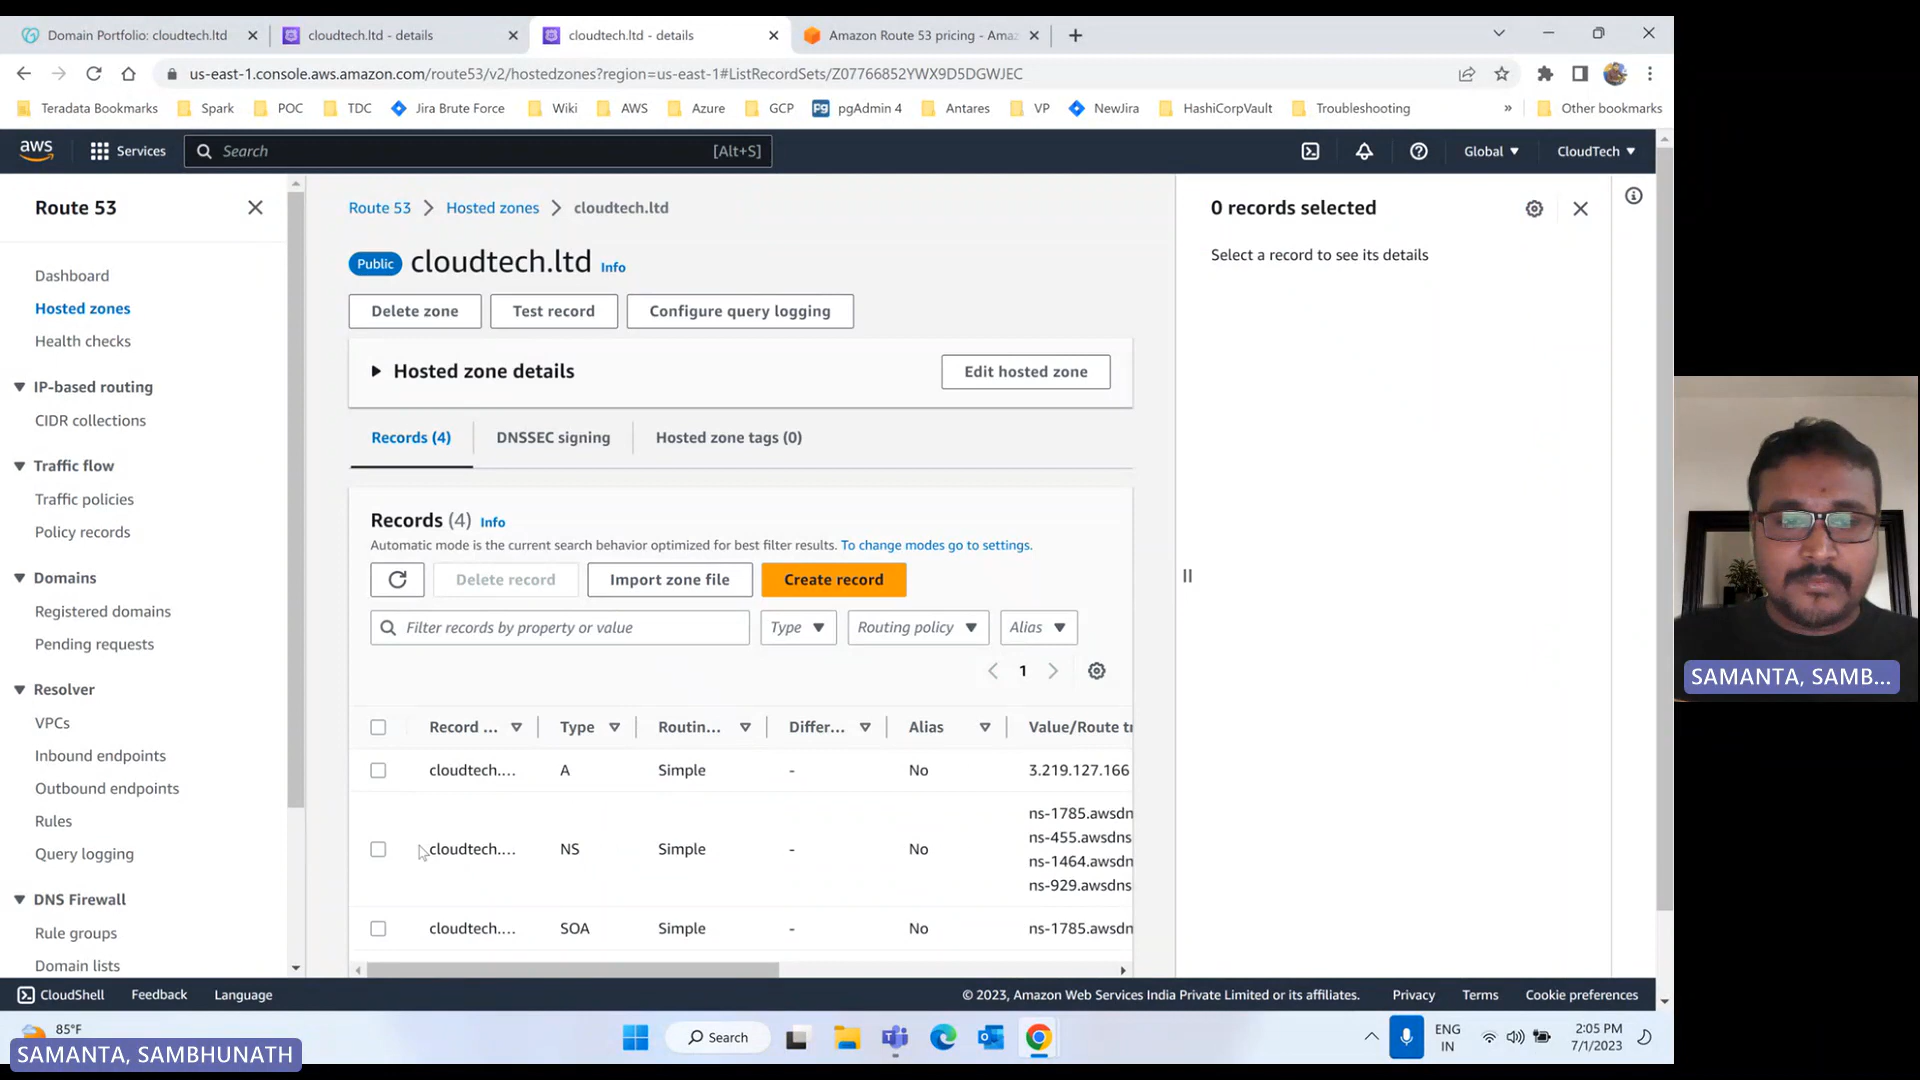 Domain Portfolio: cloudtech.ltd
cloudtech.ltd - details
cloudtech.ltd - details
Amazon Route 53 pricing - Amaz
us-east-1.console.aws.amazon.com/route53/v2/hostedzones?region=us-east-1#ListRecordSets/Z07766852YWX9D5DGWJEC
Teradata Bookmarks
Spark
POC
TDC
Jira Brute Force
Wiki
AWS
Azure
GCP
Pg pgAdmin 4
Antares
VP
NewJira
HashiCorpVault
Troubleshooting
»
Other bookmarks
aws
Services
Search
[Alt+S]
Global
CloudTech
Route 53
Dashboard
Hosted zones
Health checks
IP-based routing
CIDR collections
Traffic flow
Traffic policies
Policy records
Domains
Registered domains
Pending requests
Resolver
VPCs
Inbound endpoints
Outbound endpoints
Rules
Query logging
DNS Firewall
Rule groups
Domain lists
Route 53 > Hosted zones > cloudtech.ltd
Public cloudtech.ltd Info
Delete zone
Test record
Configure query logging
Hosted zone details
Edit hosted zone
Records (4)
DNSSEC signing
Hosted zone tags (0)
Records (4) Info
Automatic mode is the current search behavior optimized for best filter results. To change modes go to settings.
Delete record
Import zone file
Create record
Filter records by property or value
Type
Routing policy
Alias
1
Record ...
Type
Routin...
Differ...
Alias
Value/Route tr
cloudtech.... A Simple - No 3.219.127.166
cloudtech.... NS Simple - No
ns-1785.awsdn
ns-455.awsdns
ns-1464.awsdn
ns-929.awsdns
cloudtech.... SOA Simple - No ns-1785.awsdn
0 records selected
Select a record to see its details
SAMANTA, SAMB...
CloudShell
Feedback
Language
© 2023, Amazon Web Services India Private Limited or its affiliates.
Privacy
Terms
Cookie preferences
85°F
Search
ENG
IN
2:05 PM
7/1/2023
SAMANTA, SAMBHUNATH